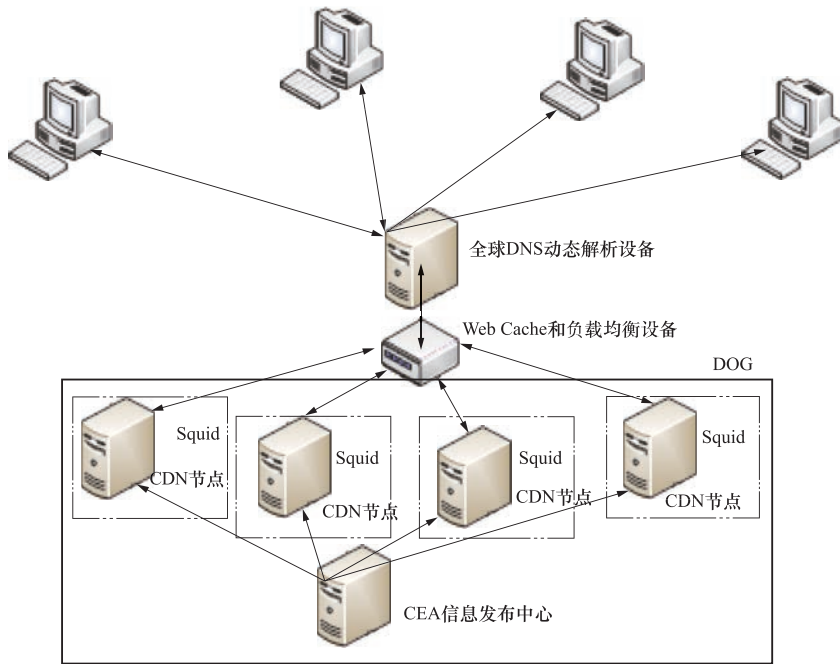 全球DNS动态解析设备
Web Cache和负载均衡设备
DOG
Squid
CDN节点
Squid
CDN节点
Squid
CDN节点
Squid
CDN节点
CEA信息发布中心